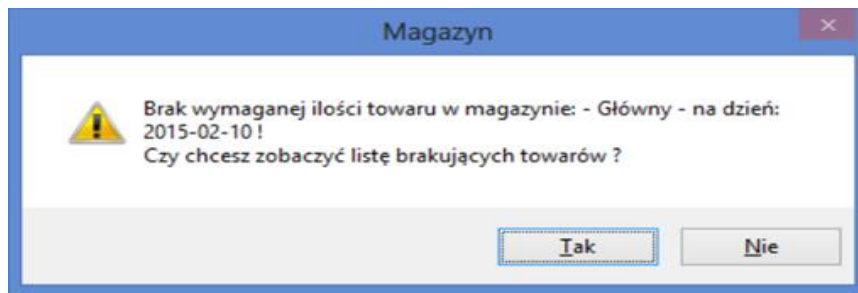 Magazyn
Brak wymaganej ilości towaru w magazynie: - Główny - na dzień:
2015-02-10 !
Czy chcesz zobaczyć listę brakujących towarów ?
Tak
Nie